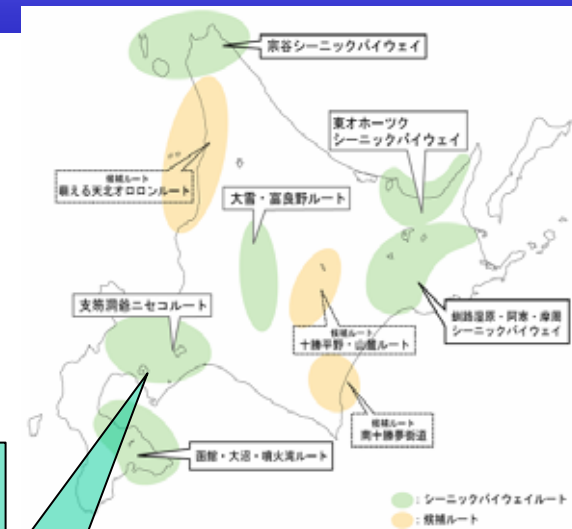 宗谷シーニックバイウェイ
東オホーツク
シーニックバイウェイ
候補ルート
萌える天北オロロンルート
大雪・富良野ルート
支笏洞爺ニセコルート
釧路湿原・阿寒・摩周
シーニックバイウェイ
候補ルート
十勝平野・山麓ルート
候補ルート
南十勝夢街道
函館・大沼・噴火湾ルート
：シーニックバイウェイルート
：候補ルート